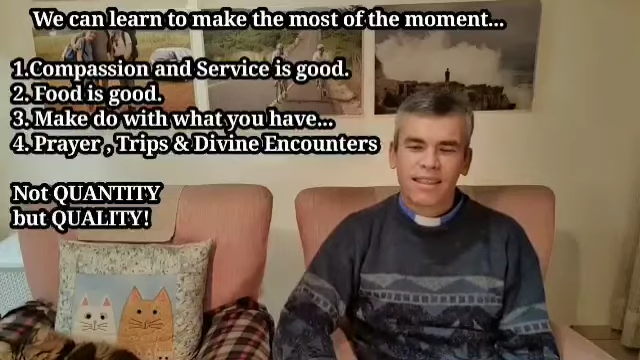 We can learn to make the most of the moment...
1.Compassion and Service is good.
2. Food is good.
3. Make do with what you have...
4. Prayer , Trips & Divine Encounters
Not QUANTITY
but QUALITY!